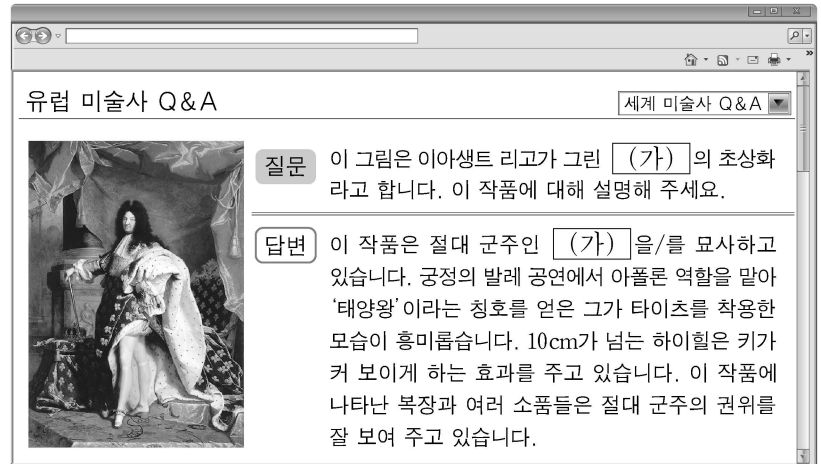 유럽 미술사 Q&A
세계 미술사 Q&A
질문
이 그림은 이아생트 리고가 그린 (가) 의 초상화
라고 합니다. 이 작품에 대해 설명해 주세요.
답변
이 작품은 절대 군주인 (가) 을/를 묘사하고
있습니다. 궁정의 발레 공연에서 아폴론 역할을 맡아
‘태양왕’이라는 칭호를 얻은 그가 타이츠를 착용한
모습이 흥미롭습니다. 10cm가 넘는 하이힐은 키가
커 보이게 하는 효과를 주고 있습니다. 이 작품에
나타난 복장과 여러 소품들은 절대 군주의 권위를
잘 보여 주고 있습니다.